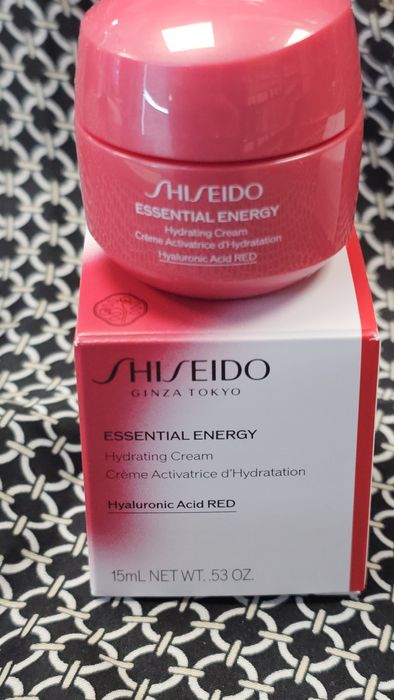 SHISEIDO
ESSENTIAL ENERGY
Hydrating Cream
Crème Activatrice d'Hydratation
Hyaluronic Acid RED
SHISEIDO
GINZA TOKYO
ESSENTIAL ENERGY
Hydrating Cream
Crème Activatrice d'Hydratation
Hyaluronic Acid RED
15mL NET WT. .53 OZ.